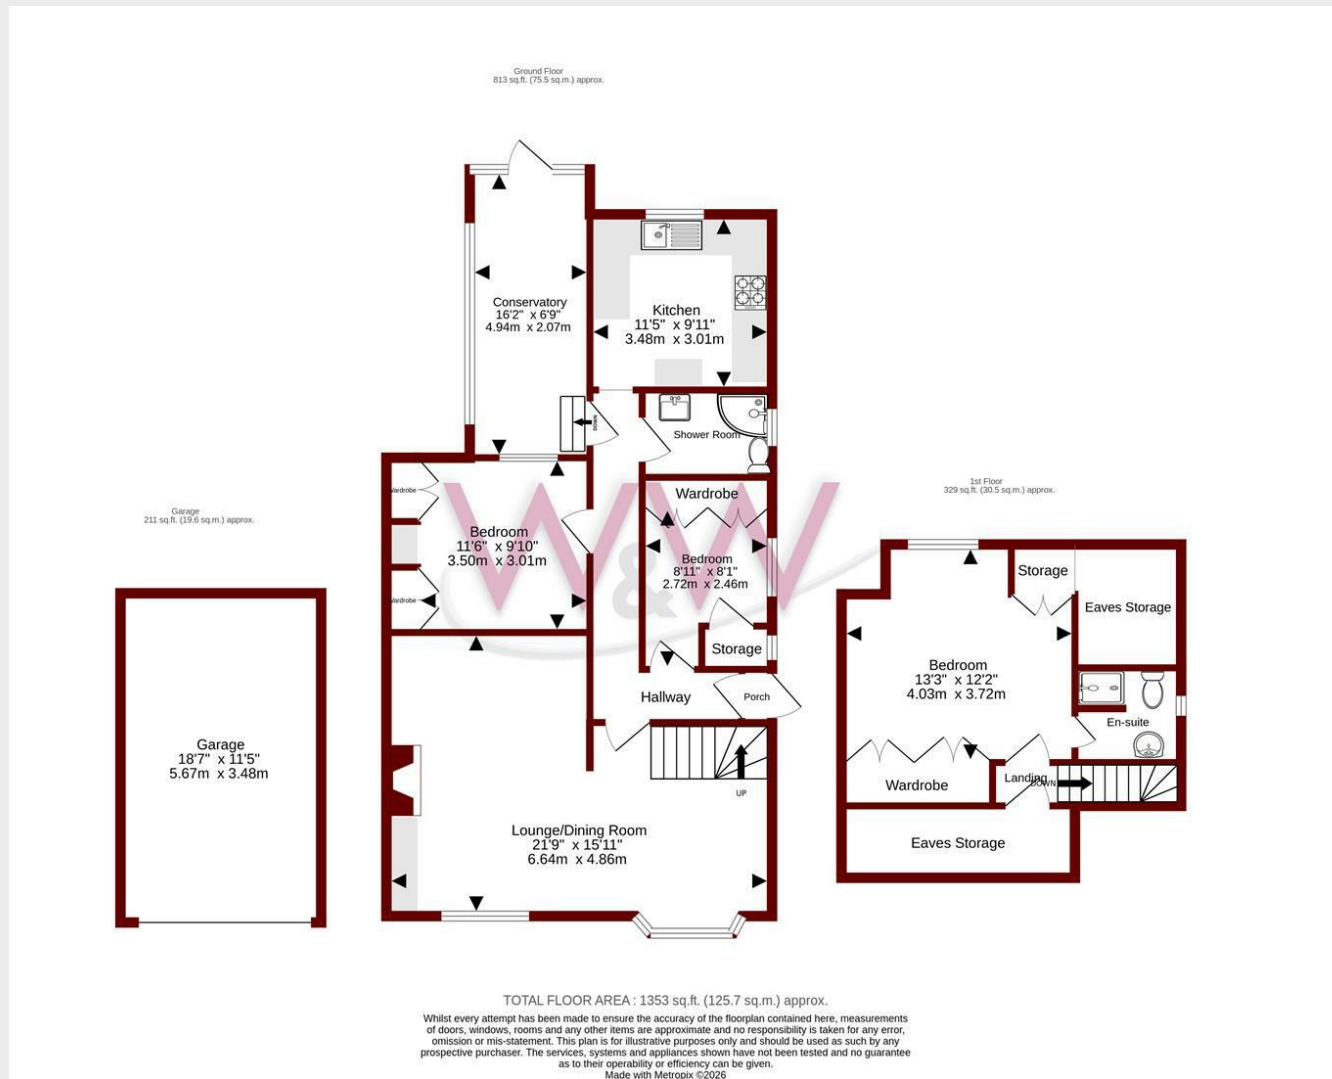 Ground Floor
813 sq.ft. (75.5 sq.m.) approx.
Conservatory
16'2" x 6'9"
4.94m x 2.07m
Kitchen
11'5" x 9'11"
3.48m x 3.01m
DOWN
Shower Room
Wardrobe
Bedroom
11'6" x 9'10"
3.50m x 3.01m
Wardrobe
Wardrobe
Bedroom
8'11" x 8'1"
2.72m x 2.46m
Storage
Hallway
Porch
UP
Lounge/Dining Room
21'9" x 15'11"
6.64m x 4.86m
W&W
Garage
211 sq.ft. (19.6 sq.m.) approx.
Garage
18'7" x 11'5"
5.67m x 3.48m
1st Floor
329 sq.ft. (30.5 sq.m.) approx.
Storage
Eaves Storage
Bedroom
13'3" x 12'2"
4.03m x 3.72m
En-suite
Wardrobe
Landing
DOWN
Eaves Storage
TOTAL FLOOR AREA : 1353 sq.ft. (125.7 sq.m.) approx.
Whilst every attempt has been made to ensure the accuracy of the floorplan contained here, measurements
of doors, windows, rooms and any other items are approximate and no responsibility is taken for any error,
omission or mis-statement. This plan is for illustrative purposes only and should be used as such by any
prospective purchaser. The services, systems and appliances shown have not been tested and no guarantee
as to their operability or efficiency can be given.
Made with Metropix ©2026